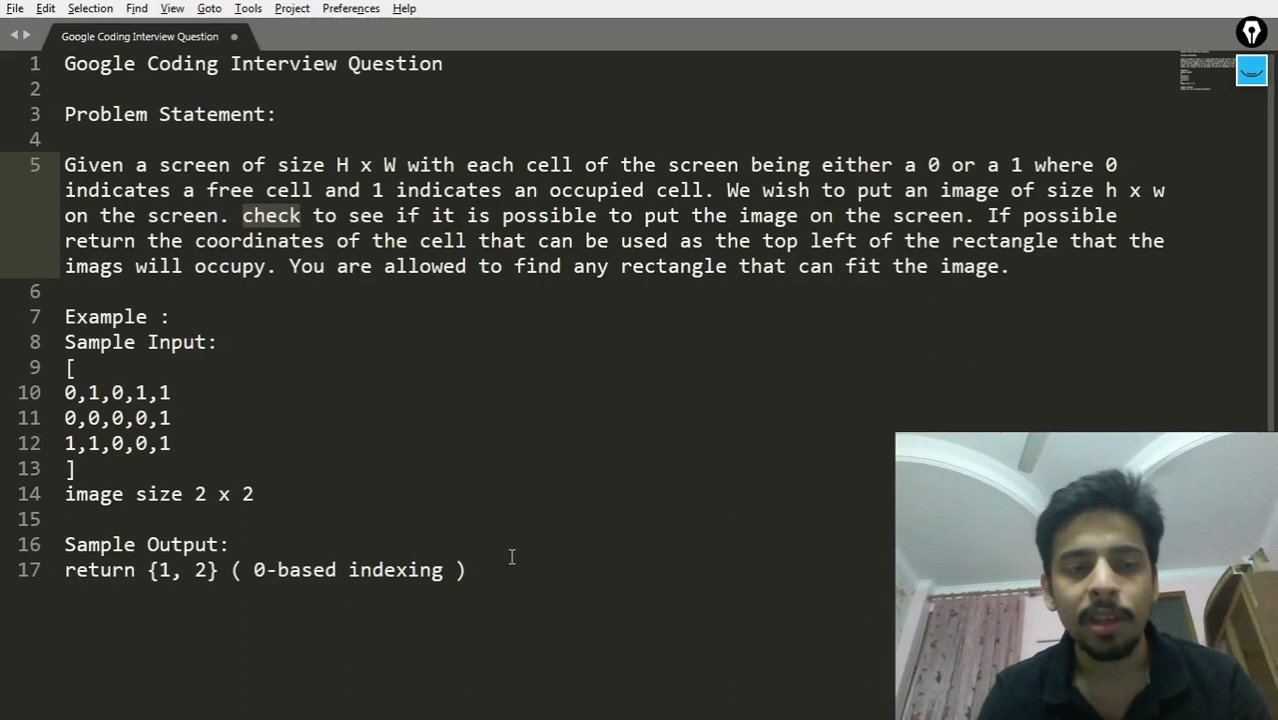 File Edit Selection Find View Goto Tools Project Preferences Help
Google Coding Interview Question
1 Google Coding Interview Question
2
3 Problem Statement:
4
5 Given a screen of size H x W with each cell of the screen being either a 0 or a 1 where 0
indicates a free cell and 1 indicates an occupied cell. We wish to put an image of size h x w
on the screen. check to see if it is possible to put the image on the screen. If possible
return the coordinates of the cell that can be used as the top left of the rectangle that the
imags will occupy. You are allowed to find any rectangle that can fit the image.
6
7 Example :
8 Sample Input:
9 [
10 0,1,0,1,1
11 0,0,0,0,1
12 1,1,0,0,1
13 ]
14 image size 2 x 2
15
16 Sample Output:
17 return {1, 2} ( 0-based indexing )